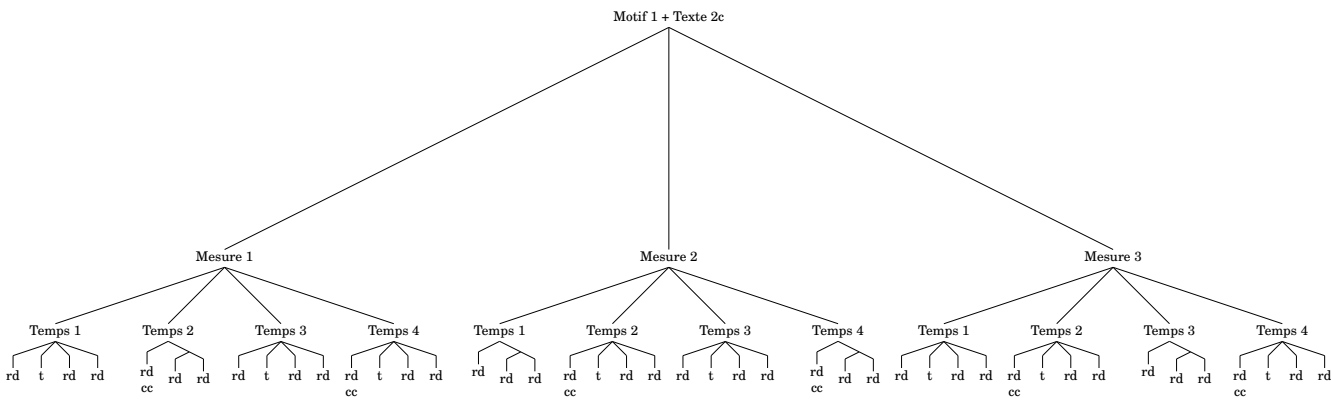 Motif 1 + Texte 2c
Mesure 1 Mesure 2 Mesure 3
Temps 1 Temps 2 Temps 3 Temps 4 Temps 1 Temps 2 Temps 3 Temps 4 Temps 1 Temps 2 Temps 3 Temps 4
rd t rd rd rd rd rd rd t rd rd rd t rd rd rd rd rd rd t rd rd rd t rd rd rd rd rd rd t rd rd rd t rd rd rd rd rd rd t rd rd
cc cc cc cc cc cc